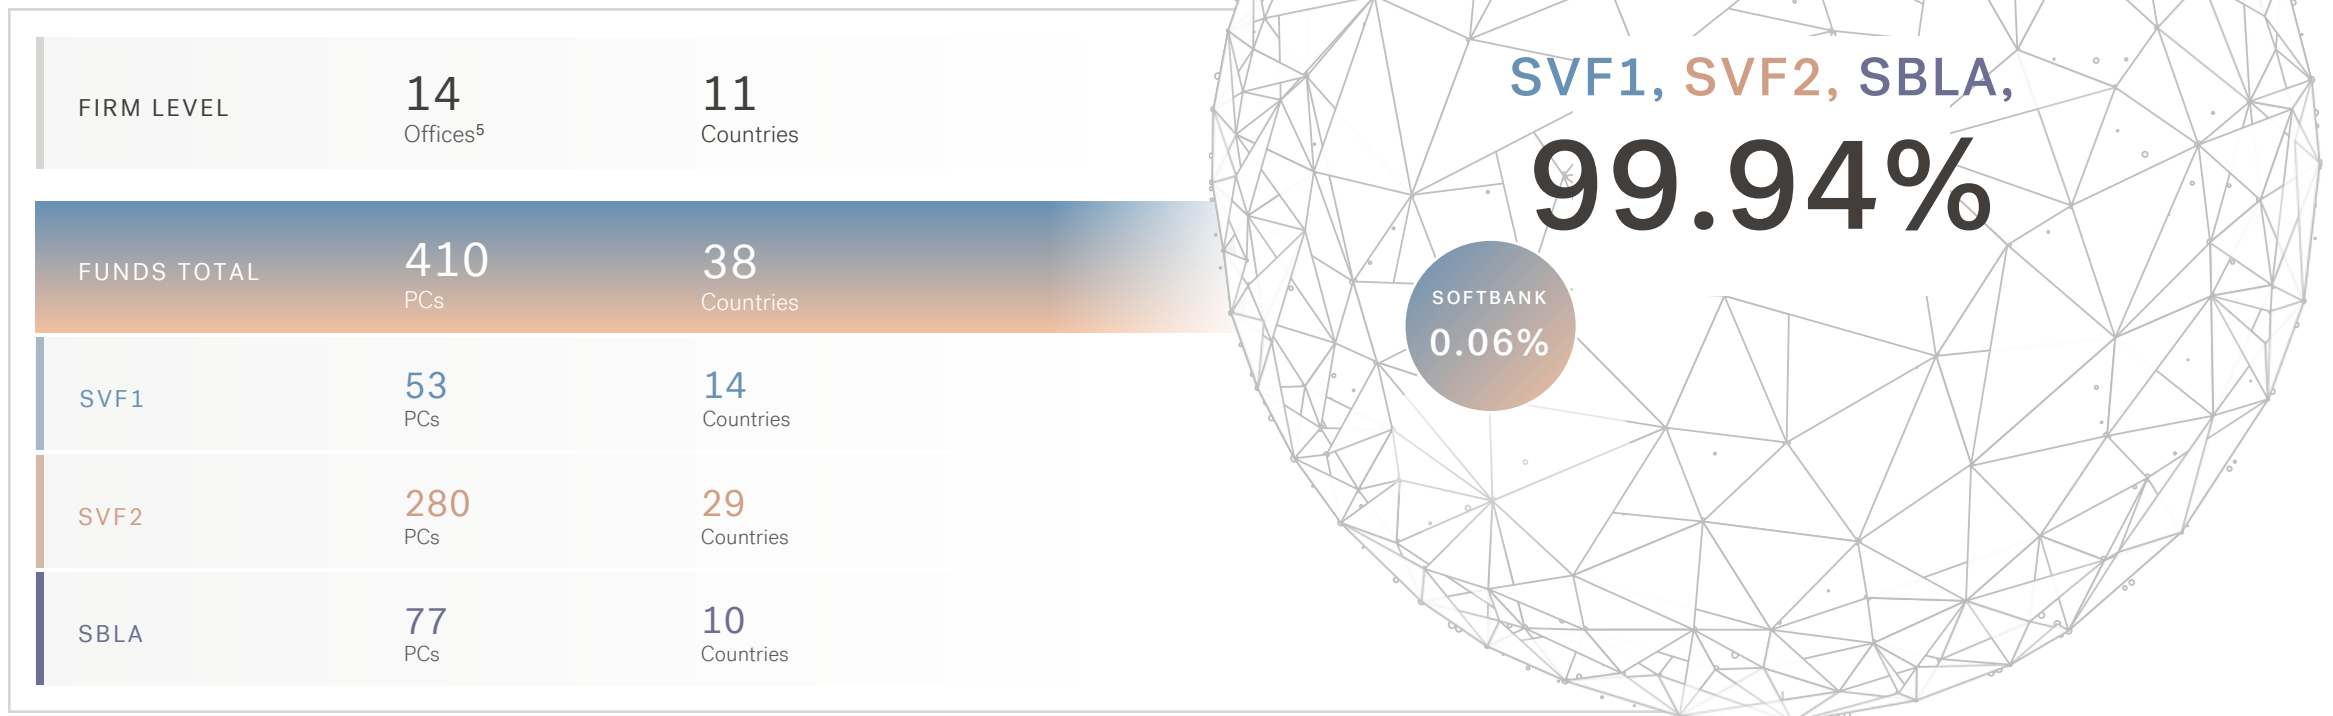 FIRM LEVEL
14
Offices⁵
11
Countries
FUNDS TOTAL
410
PCs
38
Countries
SVF1
53
PCs
14
Countries
SVF2
280
PCs
29
Countries
SBLA
77
PCs
10
Countries
SVF1, SVF2, SBLA,
99.94%
SOFTBANK
0.06%